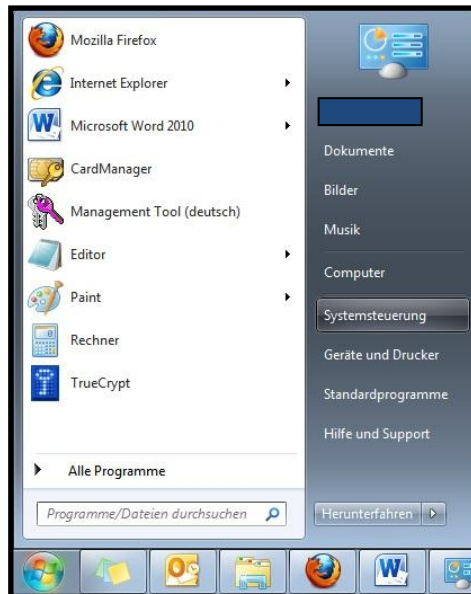 Mozilla Firefox
Internet Explorer
Microsoft Word 2010
CardManager
Management Tool (deutsch)
Editor
Paint
Rechner
TrueCrypt
Alle Programme
Programme/Dateien durchsuchen
Dokumente
Bilder
Musik
Computer
Systemsteuerung
Geräte und Drucker
Standardprogramme
Hilfe und Support
Herunterfahren